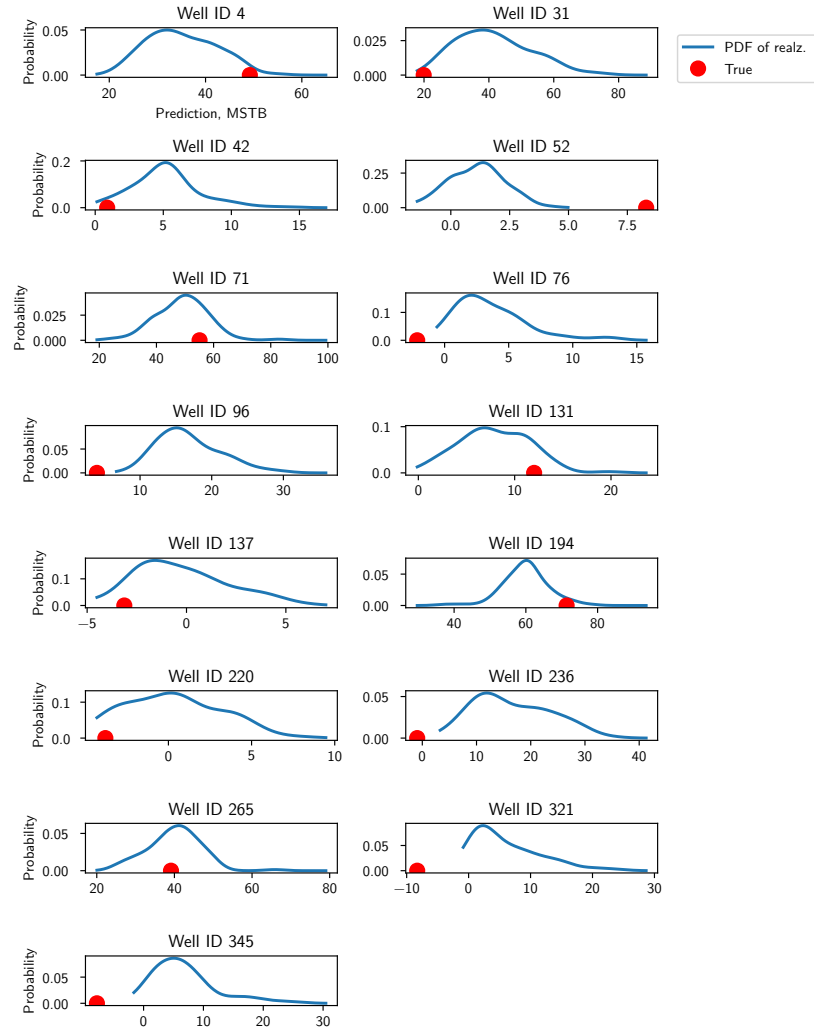 Well ID 4
Well ID 31
Probability
0.05
0.00
0.025
0.000
20 40 60
20 40 60 80
Prediction, MSTB
PDF of realz.
True
Well ID 42
Well ID 52
Probability
0.2
0.0
0.25
0.00
0 5 10 15
0.0 2.5 5.0 7.5
Well ID 71
Well ID 76
Probability
0.025
0.000
0.1
0.0
20 40 60 80 100
0 5 10 15
Well ID 96
Well ID 131
Probability
0.05
0.00
0.1
0.0
10 20 30
0 10 20
Well ID 137
Well ID 194
Probability
0.1
0.0
0.05
0.00
−5 0 5
40 60 80
Well ID 220
Well ID 236
Probability
0.1
0.0
0.05
0.00
0 5 10
0 10 20 30 40
Well ID 265
Well ID 321
Probability
0.05
0.00
0.05
0.00
20 40 60 80
−10 0 10 20 30
Well ID 345
Probability
0.05
0.00
0 10 20 30